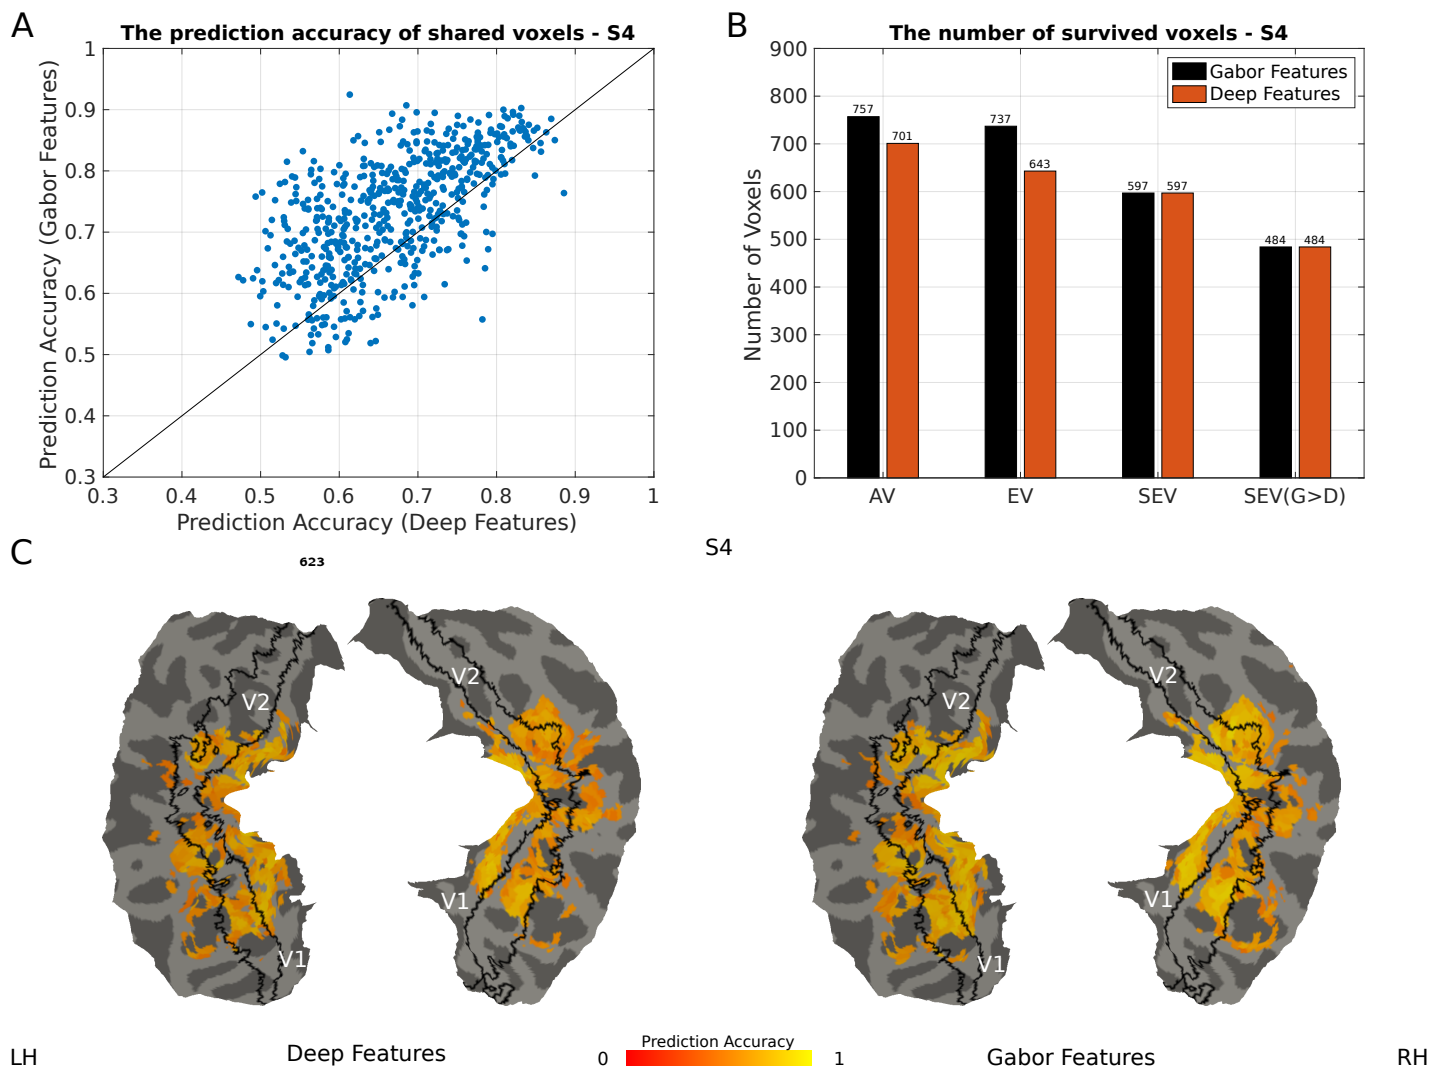 A
The prediction accuracy of shared voxels - S4
1
0.9
0.8
0.7
0.6
0.5
0.4
0.3
0.3 0.4 0.5 0.6 0.7 0.8 0.9 1
Prediction Accuracy (Gabor Features)
Prediction Accuracy (Deep Features)
B
The number of survived voxels - S4
900
800
700
600
500
400
300
200
100
0
Number of Voxels
Gabor Features
Deep Features
757 701 737 643 597 597 484 484
AV EV SEV SEV(G>D)
C
623
S4
V2 V2 V2 V2
V1 V1 V1 V1
LH
Deep Features
Prediction Accuracy
0 1
Gabor Features
RH